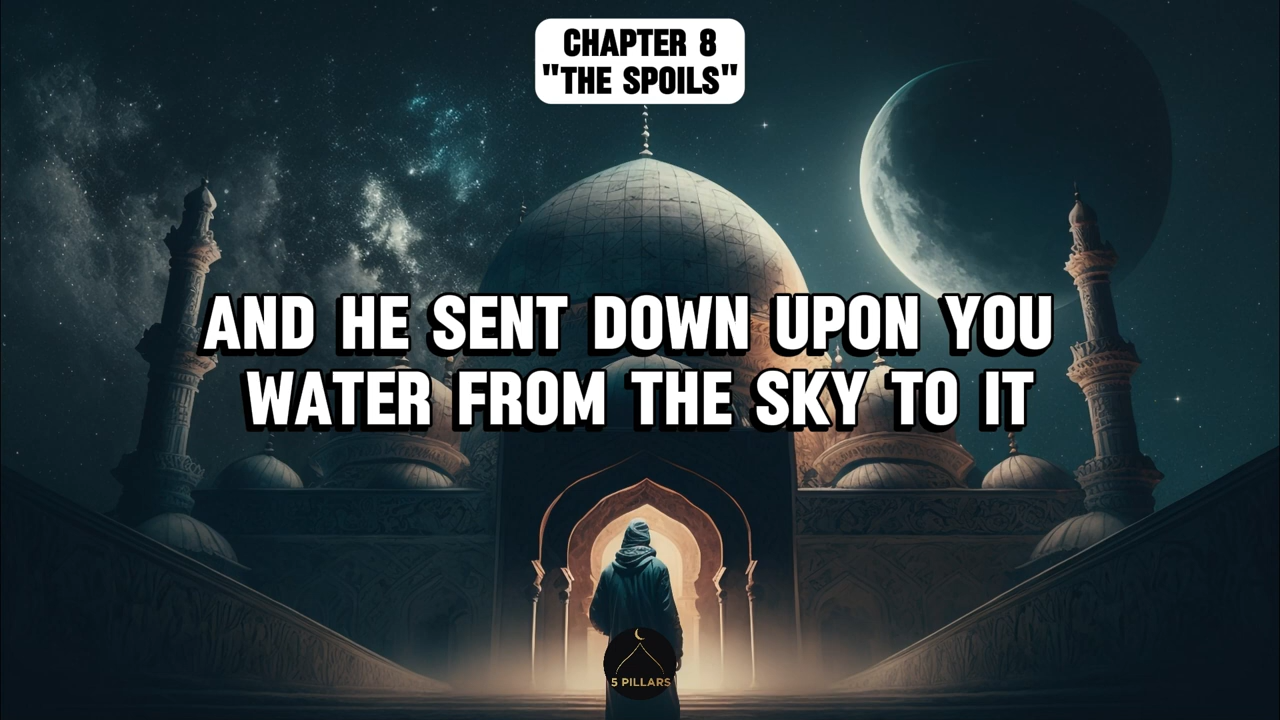 CHAPTER 8
"THE SPOILS"
AND HE SENT DOWN UPON YOU
WATER FROM THE SKY TO IT
5 PILLARS